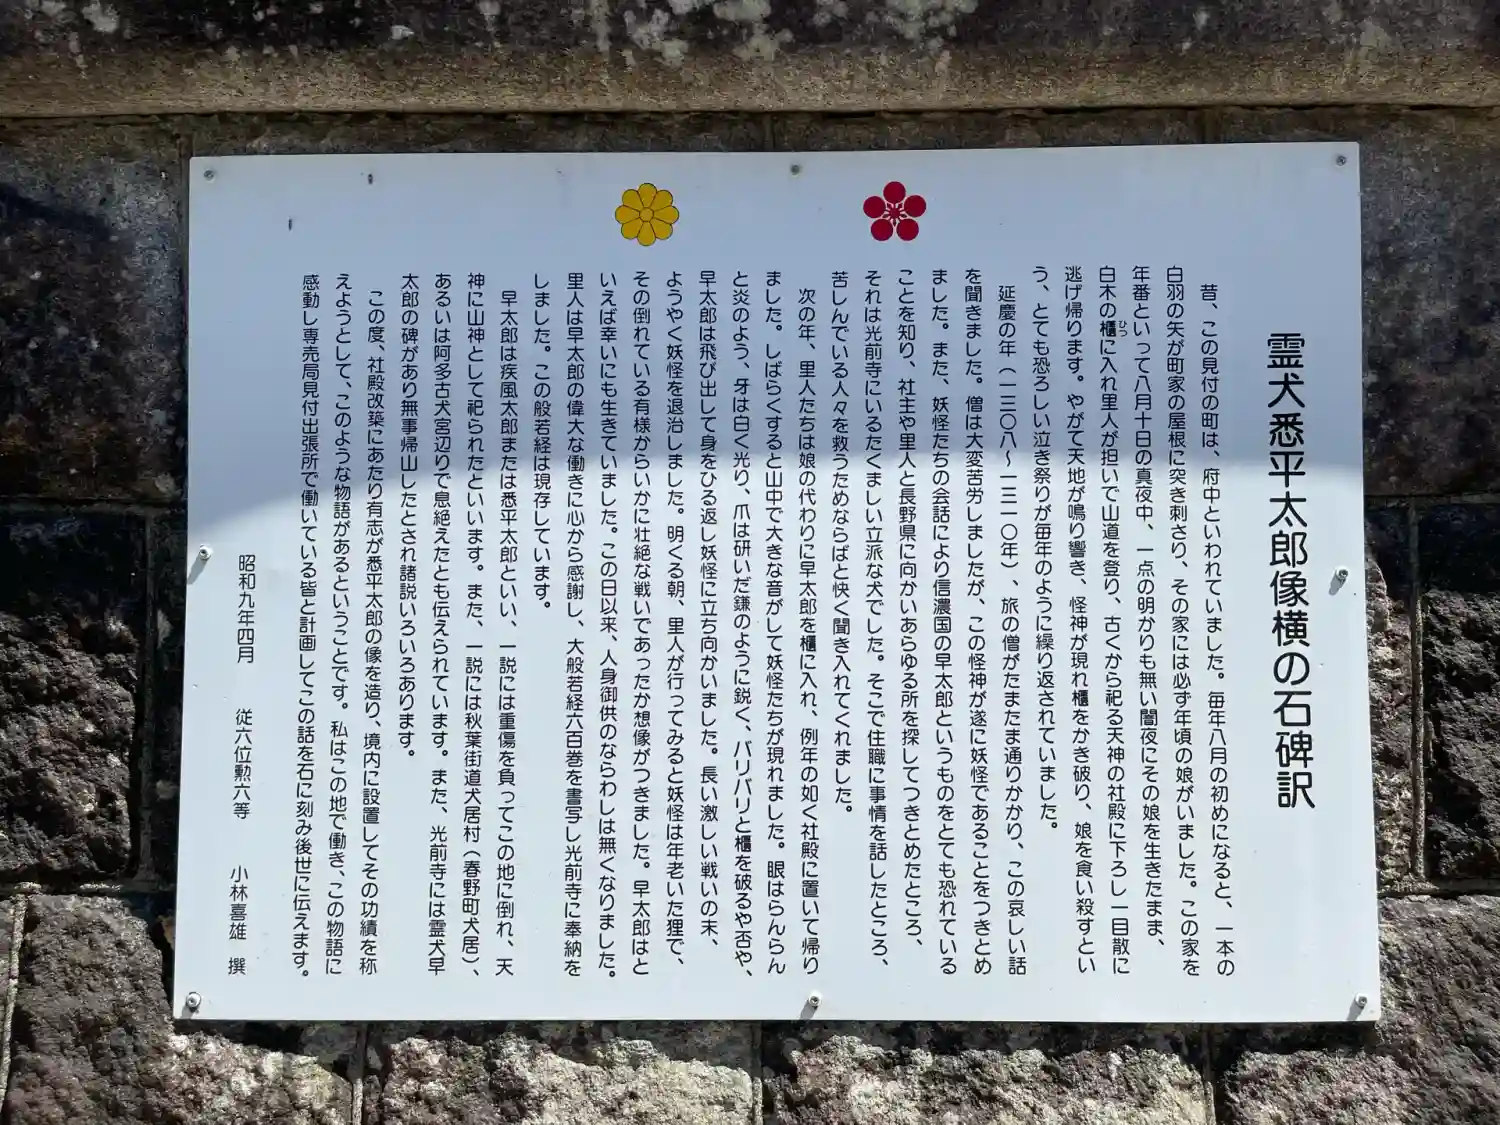 霊犬悉平太郎像横の石碑訳
昔、この見付の町は、府中といわれていました。毎年八月の初めになると、一本の
白羽の矢が町家の屋根に突き刺さり、その家には必ず年頃の娘がいました。この家を
年番といって八月十日の真夜中、一点の明かりも無い闇夜にその娘を生きたまま、
白木の櫃に入れ里人が担いで山道を登り、古くから祀る天神の社殿に下ろし一目散に
逃げ帰ります。やがて天地が鳴り響き、怪神が現れ櫃をかき破り、娘を食い殺すとい
う、とても恐ろしい泣き祭りが毎年のように繰り返されていました。
延慶の年(一三〇八~一三一〇年)、旅の僧がたまたま通りかかり、この哀しい話
を聞きました。僧は大変苦労しましたが、この怪神が遂に妖怪であることをつきとめ
ました。また、妖怪たちの会話により信濃国の早太郎というものをとても恐れている
ことを知り、社主や里人と長野県に向かいあらゆる所を探してつきとめたところ、
それは光前寺にいるたくましい立派な犬でした。そこで住職に事情を話したところ、
苦しんでいる人々を救うためならばと快く聞き入れてくれました。
次の年、里人たちは娘の代わりに早太郎を櫃に入れ、例年の如く社殿に置いて帰り
ました。しばらくすると山中で大きな音がして妖怪たちが現れました。眼はらんらん
と炎のよう、牙は白く光り、爪は研いだ鎌のように鋭く、バリバリと櫃を破るや否や、
早太郎は飛び出して身をひる返し妖怪に立ち向かいました。長い激しい戦いの末、
ようやく妖怪を退治しました。明くる朝、里人が行ってみると妖怪は年老いた狸で、
その倒れている有様からいかに壮絶な戦いであったか想像がつきました。早太郎はと
いえば幸いにも生きていました。この日以来、人身御供のならわしは無くなりました。
里人は早太郎の偉大な働きに心から感謝し、大般若経六百巻を書写し光前寺に奉納を
しました。この般若経は現存しています。
早太郎は疾風太郎または悉平太郎といい、一説には重傷を負ってこの地に倒れ、天
神に山神として祀られたといいます。また、一説には秋葉街道犬居村(春野町犬居)、
あるいは阿多古犬宮辺りで息絶えたとも伝えられています。また、光前寺には霊犬早
太郎の碑があり無事帰山したとされ諸説いろいろあります。
この度、社殿改築にあたり有志が悉平太郎の像を造り、境内に設置してその功績を称
えようとして、このような物語があるということです。私はこの地で働き、この物語に
感動し専売局見付出張所で働いている皆と計画してこの話を石に刻み後世に伝えます。
昭和九年四月 従六位勲六等 小林喜雄 撰
ひつ